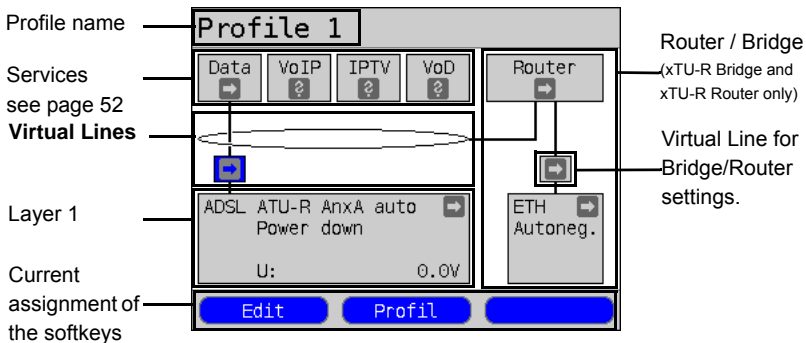 Profile name
Profile 1
Services
see page 52
Data VoIP IPTV VoD
Router
Router / Bridge
(xTU-R Bridge and
xTU-R Router only)
Virtual Lines
Virtual Line for
Bridge/Router
settings.
Layer 1
ADSL ATU-R AnxA auto
Power down
U: 0.0V
ETH
Autoneg.
Current
assignment of
the softkeys
Edit Profil